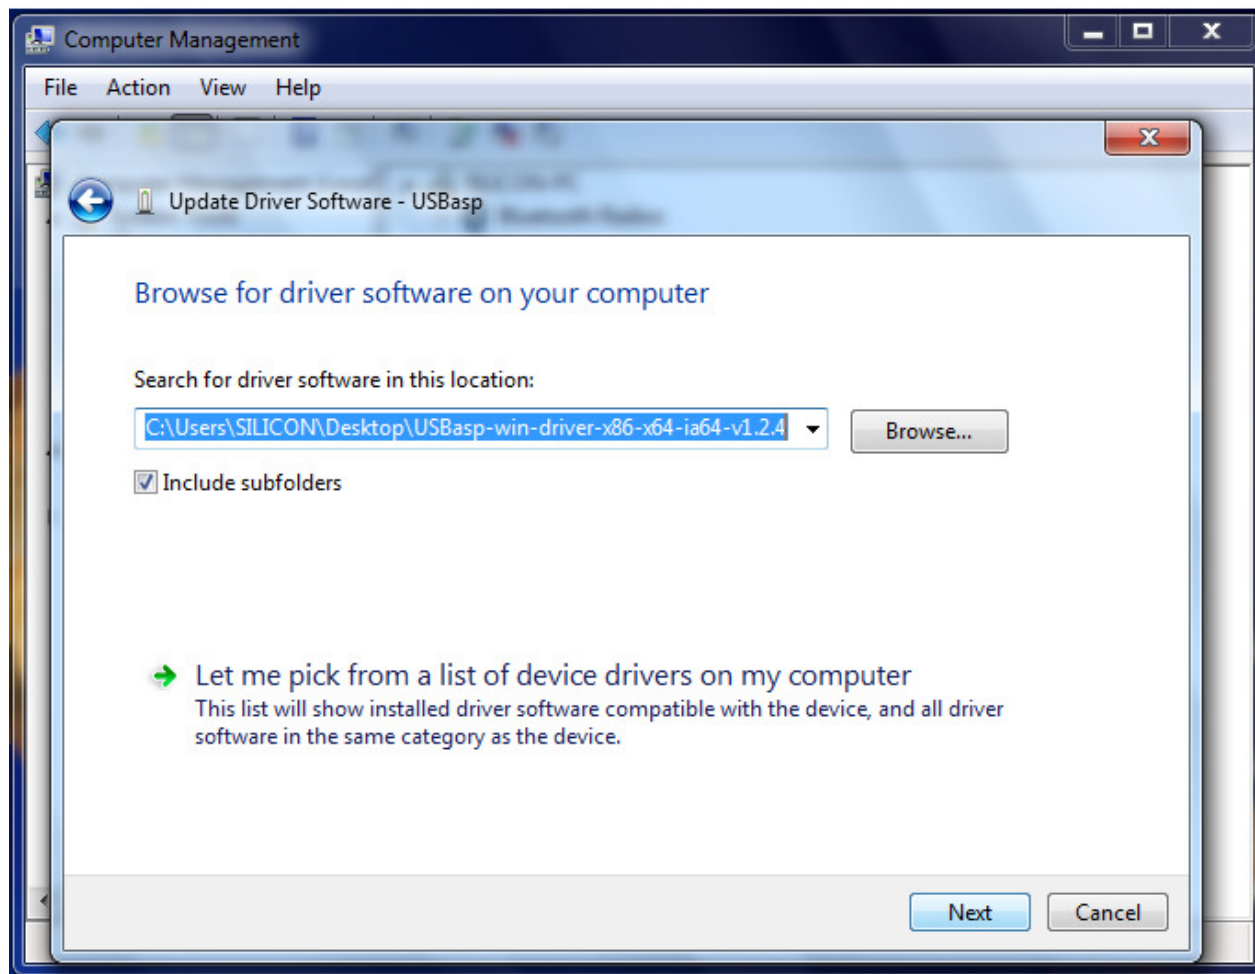 Computer Management
File Action View Help
Update Driver Software - USBasp
Browse for driver software on your computer
Search for driver software in this location:
C:\Users\SILICON\Desktop\USBasp-win-driver-x86-x64-ia64-v1.2.4
Browse...
Include subfolders
Let me pick from a list of device drivers on my computer
This list will show installed driver software compatible with the device, and all driver
software in the same category as the device.
Next Cancel